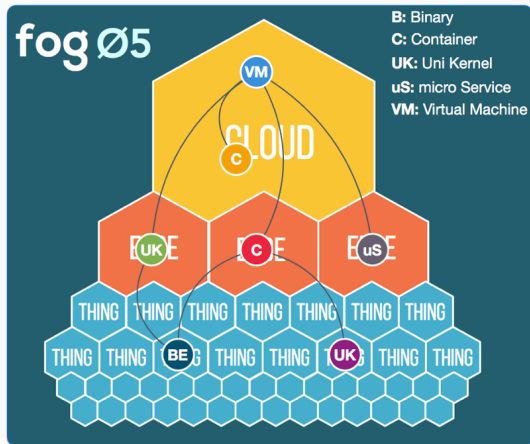 fog Ø5
B: Binary
C: Container
UK: Uni Kernel
uS: micro Service
VM: Virtual Machine
VM
CLOUD
C
UK C uS
THING THING THING THING THING THING THING
THING THING BE THING THING UK THING THING